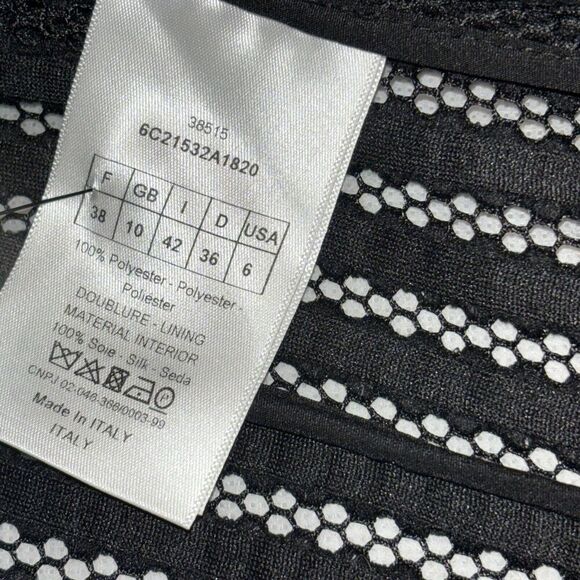 38515
6C21532A1820
F GB I D USA
38 10 42 36 6
100% Polyester - Polyester -
Poliester
DOUBLURE - LINING
MATERIAL INTERIOR
100% Soie - Silk - Seda
CNPJ 02-046-366/0003-99
Made In ITALY
ITALY